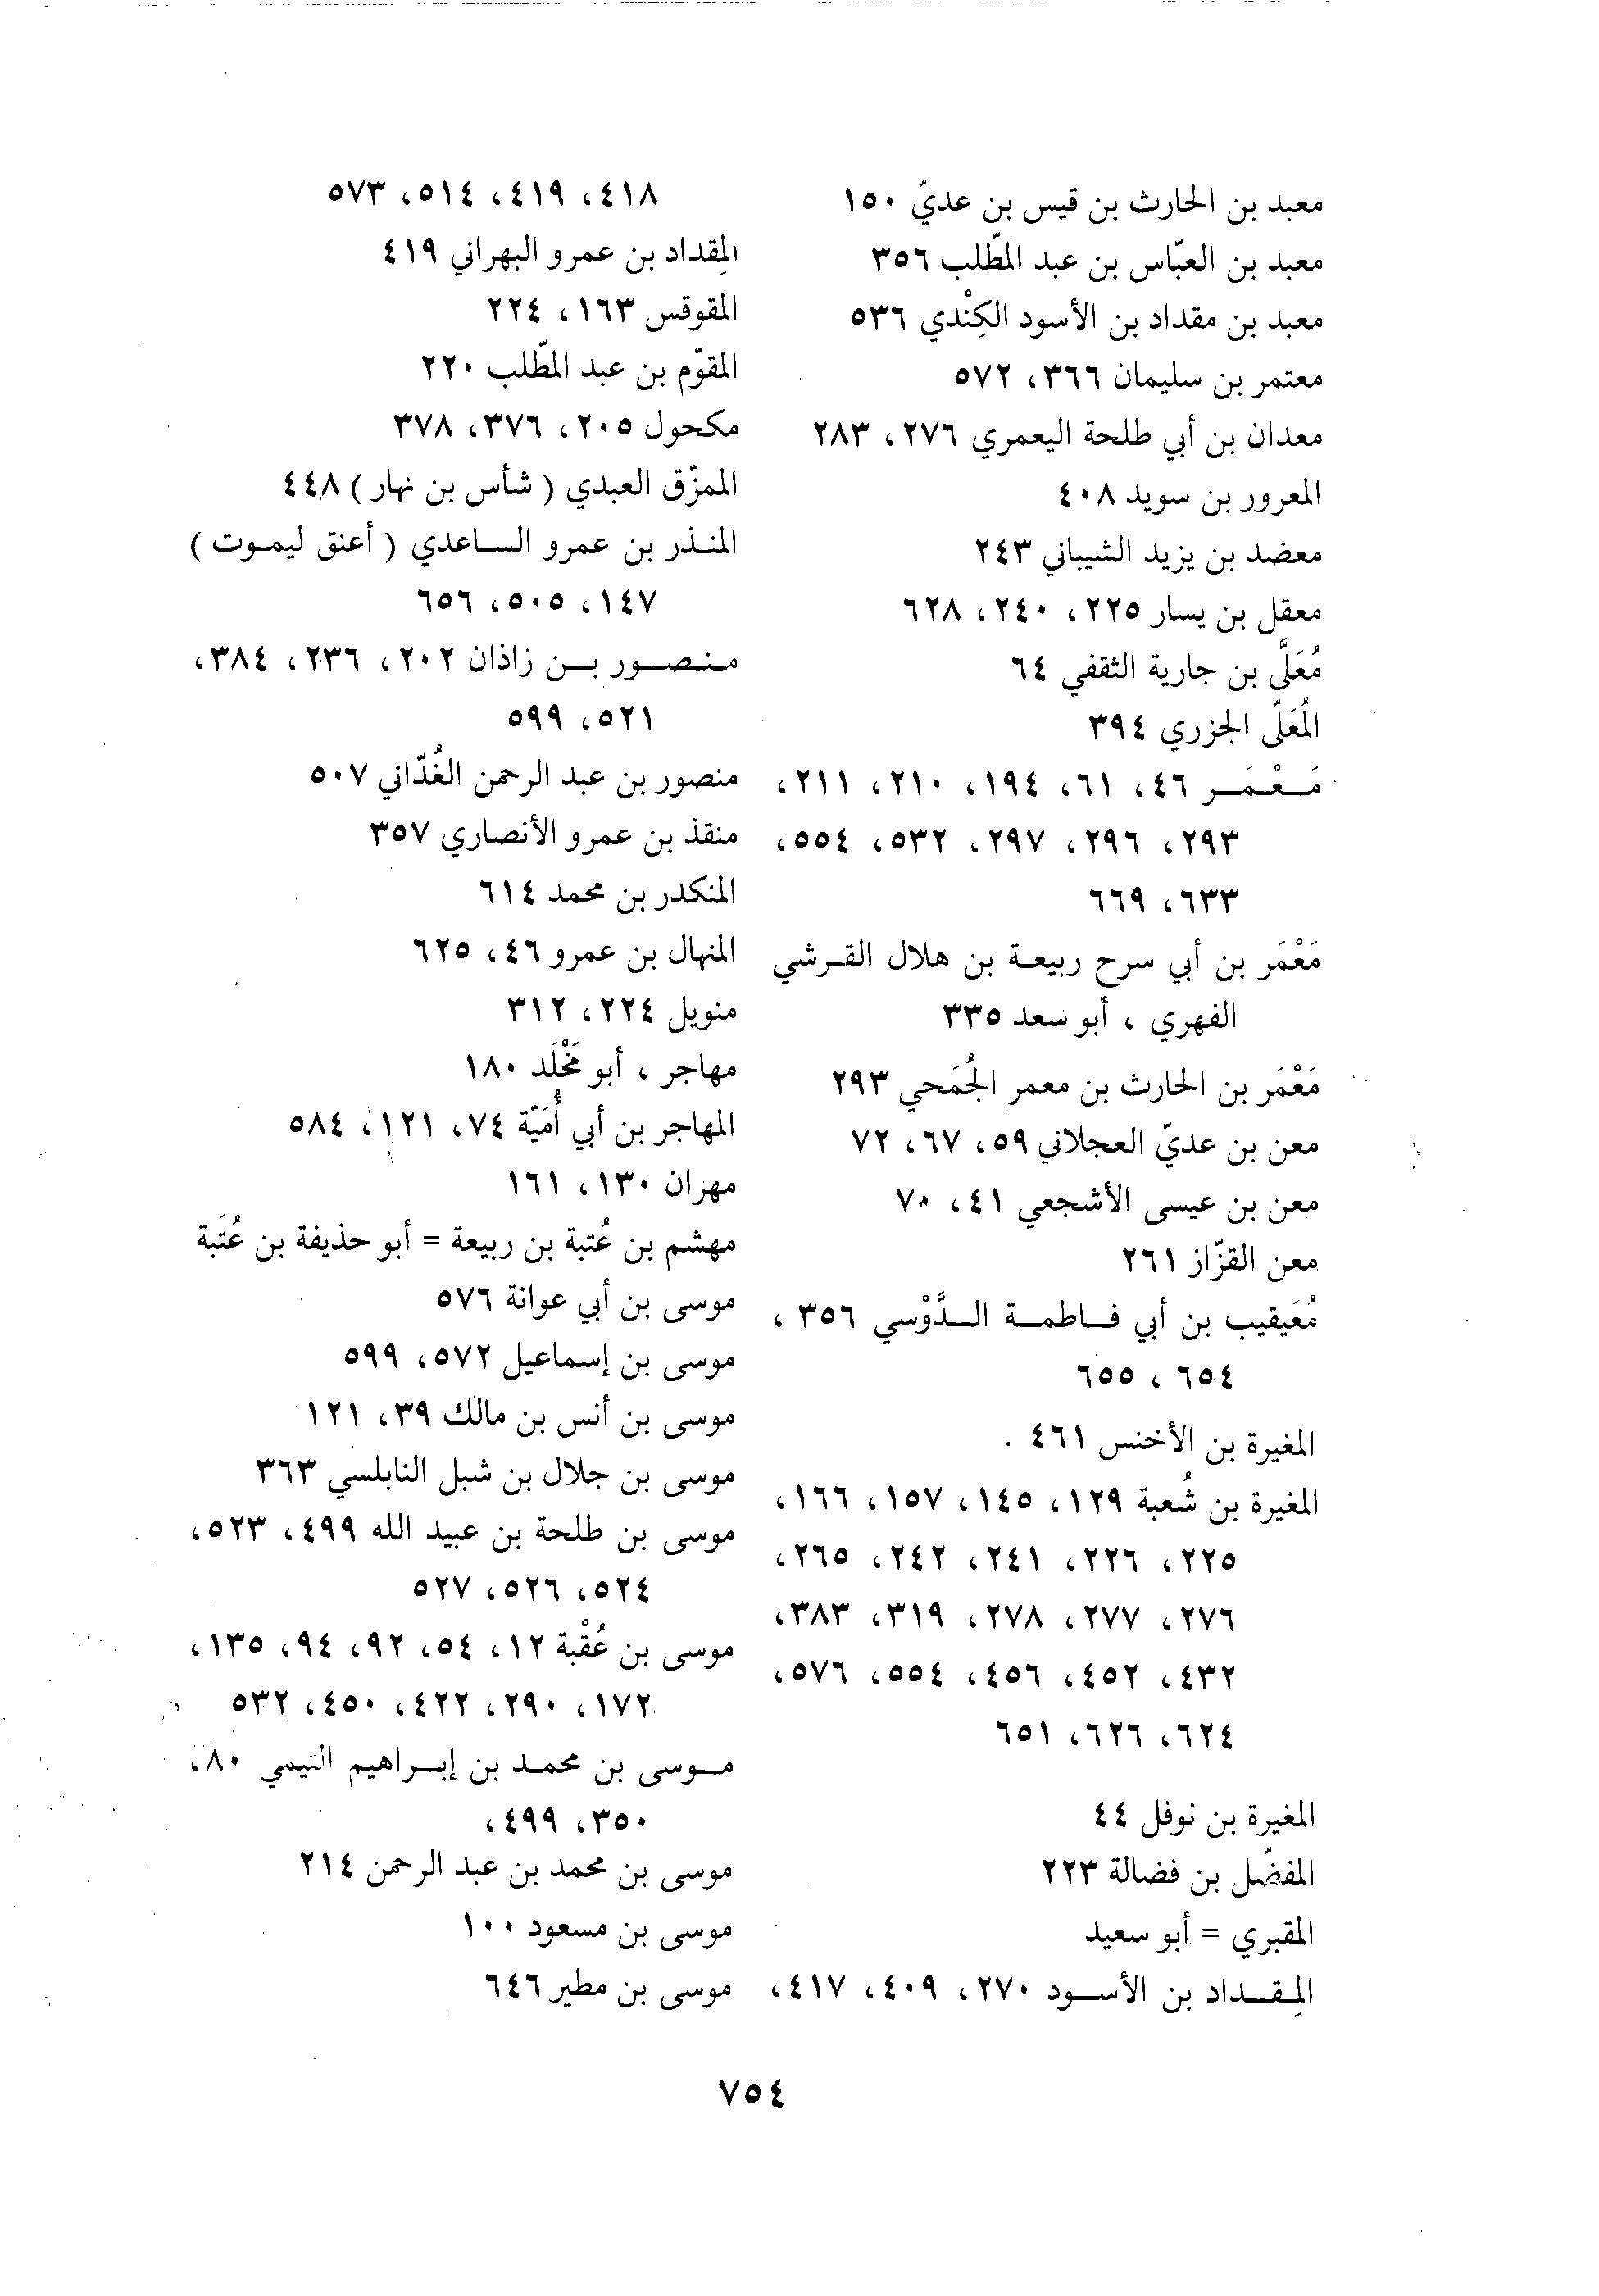 معبد بن الحارث بن قيس بن عديّ ١٥٠
معبد بن العبّاس بن عبد المطّلب ٣٥٦
معبد بن مقداد بن الأسود الكِنْدي ٥٣٦
معتمر بن سليمان ٣٦٦، ٥٧٢
معدان بن أبي طلحة اليعمري ٢٧٦، ٢٨٣
المعرور بن سويد ٤٠٨
معضد بن يزيد الشيباني ٢٤٣
معقل بن يسار ٢٢٥، ٢٤٠، ٦٢٨
مُعَلَّى بن جارية الثقفي ٦٤
المُعَلّى الجزري ٣٩٤
مَعْمَر ٤٦، ٦١، ١٩٤، ٢١٠، ٢١١،
٢٩٣، ٢٩٦، ٢٩٧، ٥٣٢، ٥٥٤،
٦٣٣، ٦٦٩
مَعْمَر بن أبي سرح ربيعة بن هلال القرشي
الفهري ، أبو سعد ٣٣٥
مَعْمَر بن الحارث بن معمر الجُمَحي ٢٩٣
معن بن عديّ العجلاني ٥٩، ٦٧، ٧٢
معن بن عيسى الأشجعي ٤١، ٧٠
معن القزّاز ٢٦١
مُعَيقيب بن أبي فاطمة الدَّوْسي ٣٥٦ ،
٦٥٤ ، ٦٥٥
المغيرة بن الأخنس ٤٦١ .
المغيرة بن شُعبة ١٢٩، ١٤٥، ١٥٧، ١٦٦،
٢٢٥، ٢٢٦، ٢٤١، ٢٤٢، ٢٦٥،
٢٧٦، ٢٧٧، ٢٧٨، ٣١٩، ٣٨٣،
٤٣٢، ٤٥٢، ٤٥٦، ٥٥٤، ٥٧٦،
٦٢٤، ٦٢٦، ٦٥١
المغيرة بن نوفل ٤٤
المفضّل بن فضالة ٢٢٣
المقبري = أبو سعيد
المِقداد بن الأسود ٢٧٠، ٤٠٩، ٤١٧،
٤١٨، ٤١٩، ٥١٤، ٥٧٣
المِقداد بن عمرو البهراني ٤١٩
المقوقس ١٦٣، ٢٢٤
المقوّم بن عبد المطّلب ٢٢٠
مكحول ٢٠٥، ٣٧٦، ٣٧٨
الممزّق العبدي ( شأس بن نهار ) ٤٤٨
المنذر بن عمرو الساعدي ( أعنق ليموت )
١٤٧، ٥٠٥، ٦٥٦
منصور بن زاذان ٢٠٢، ٢٣٦، ٣٨٤،
٥٢١، ٥٩٩
منصور بن عبد الرحمن الغُدّاني ٥٠٧
منقذ بن عمرو الأنصاري ٣٥٧
المنكدر بن محمد ٦١٤
المنهال بن عمرو ٤٦، ٦٢٥
منويل ٢٢٤، ٣١٢
مهاجر ، أبو مَخْلَد ١٨٠
المهاجر بن أبي أُمَيّة ٧٤، ١٢١، ٥٨٤
مهران ١٣٠، ١٦١
مهشم بن عُتبة بن ربيعة = أبو حذيفة بن عُتَبة
موسى بن أبي عوانة ٥٧٦
موسى بن إسماعيل ٥٧٢، ٥٩٩
موسى بن أنس بن مالك ٣٩، ١٢١
موسى بن جلال بن شبل النابلسي ٣٦٣
موسى بن طلحة بن عبيد الله ٤٩٩، ٥٢٣،
٥٢٤، ٥٢٦، ٥٢٧
موسى بن عُقْبة ١٢، ٥٤، ٩٢، ٩٤، ١٣٥،
١٧٢، ٢٩٠، ٤٢٢، ٤٥٠، ٥٣٢
موسى بن محمد بن إبراهيم التيمي ٨٠،
٣٥٠، ٤٩٩،
موسى بن محمد بن عبد الرحمن ٢١٤
موسى بن مسعود ١٠٠
موسى بن مطير ٦٤٦
٧٥٤